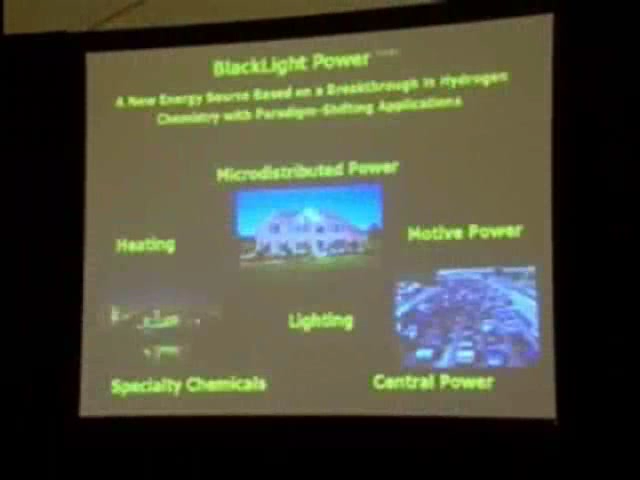 BlackLight Power
A New Energy Source Based on a Breakthrough in Hydrogen
Chemistry with Paradigm-Shifting Applications
Microdistributed Power
Heating
Motive Power
Lighting
Specialty Chemicals
Central Power